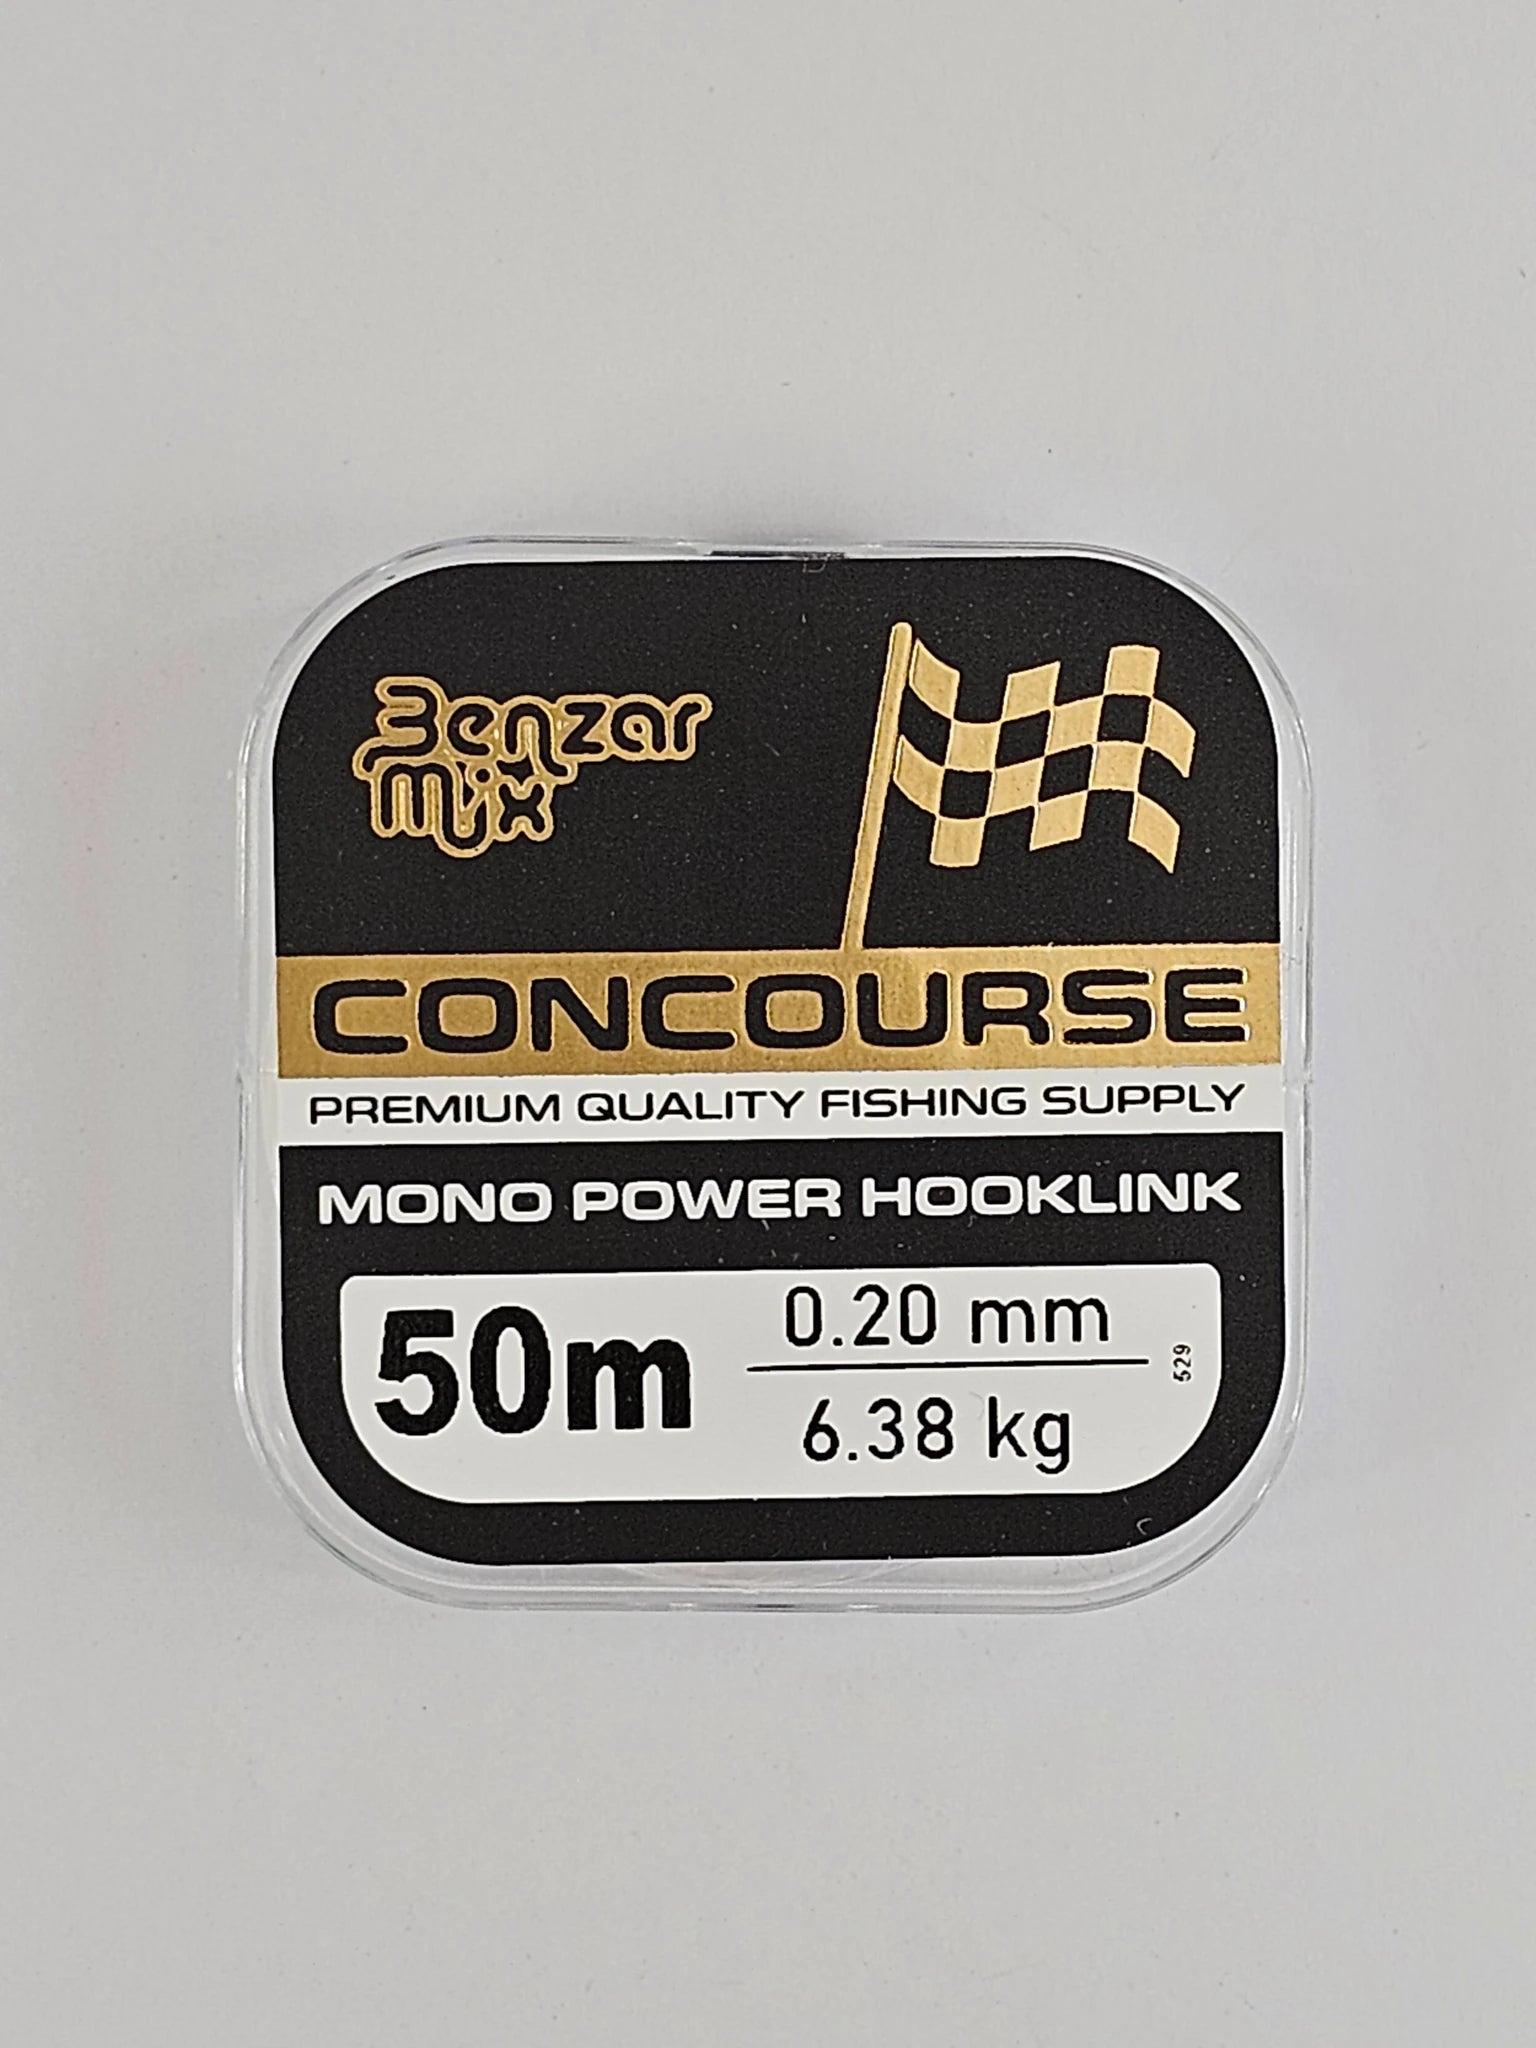 Benzar
Mix
CONCOURSE
PREMIUM QUALITY FISHING SUPPLY
MONO POWER HOOKLINK
50m
0.20 mm
6.38 kg
529